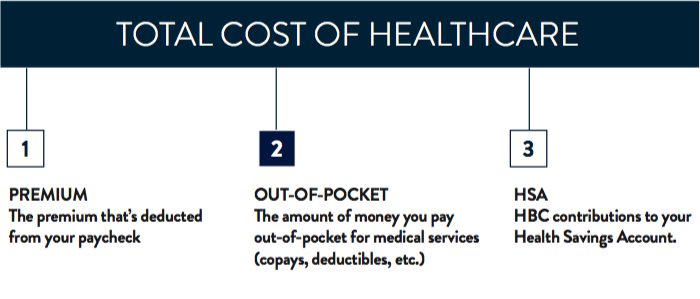 TOTAL COST OF HEALTHCARE
1
PREMIUM
The premium that's deducted
from your paycheck
2
OUT-OF-POCKET
The amount of money you pay
out-of-pocket for medical services
(copays, deductibles, etc.)
3
HSA
HBC contributions to your
Health Savings Account.